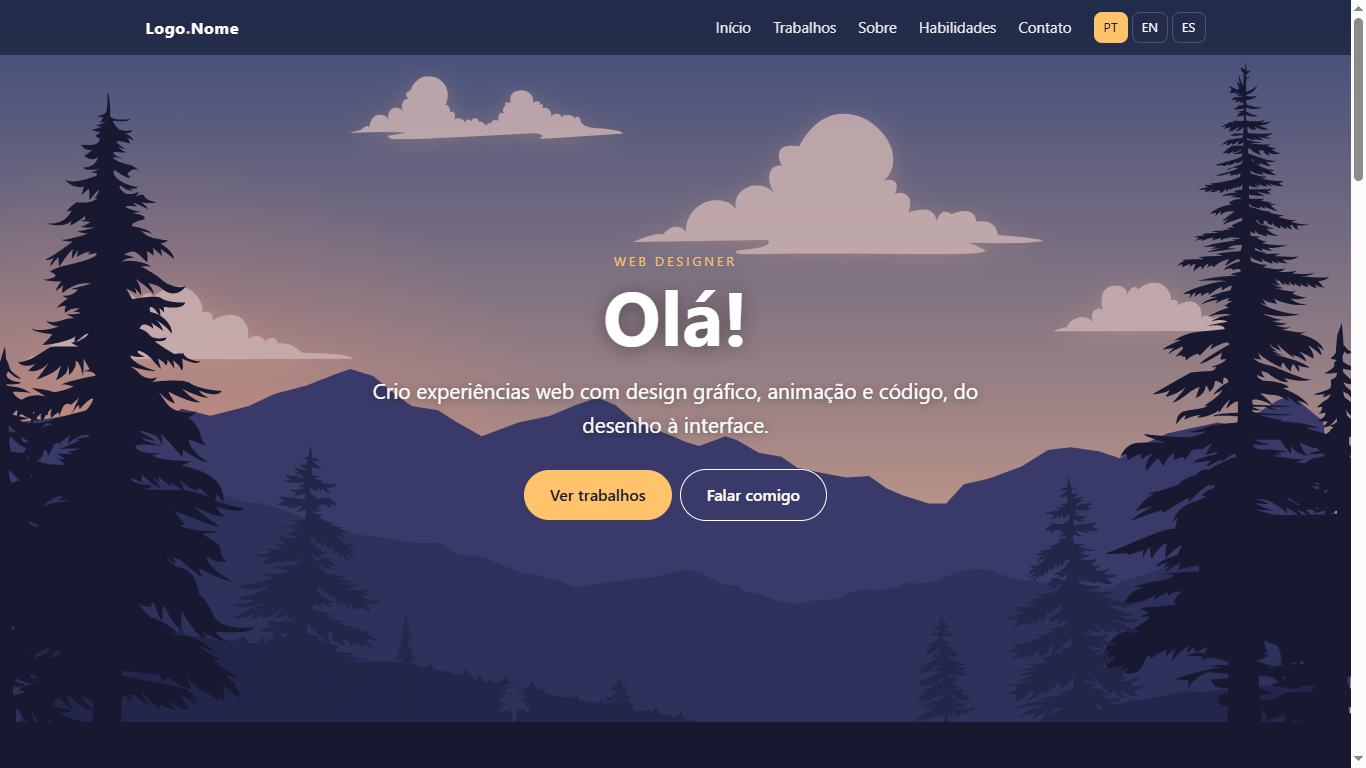 Logo.Nome
Início
Trabalhos
Sobre
Habilidades
Contato
PT
EN
ES
WEB DESIGNER
Olá!
Crio experiências web com design gráfico, animação e código, do
desenho à interface.
Ver trabalhos
Falar comigo